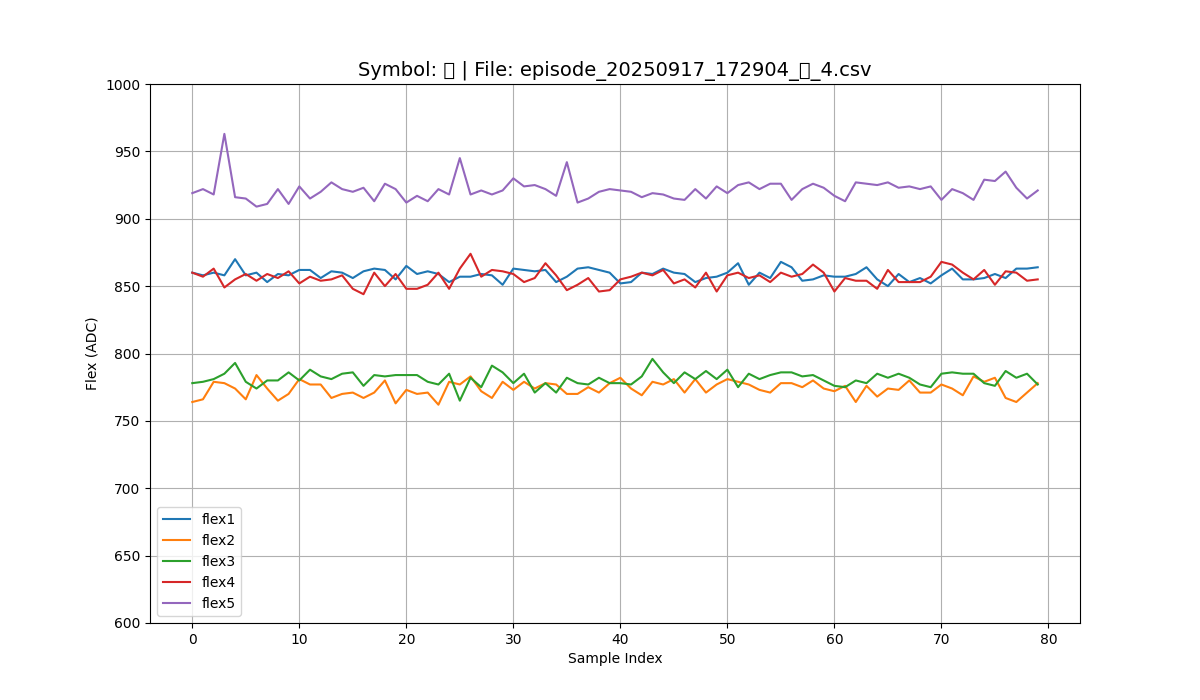 Symbol: | File: episode_20250917_172904_ _4.csv
1000
950
900
850
800
750
700
650
600
Flex (ADC)
flex1
flex2
flex3
flex4
flex5
0 10 20 30 40 50 60 70 80
Sample Index